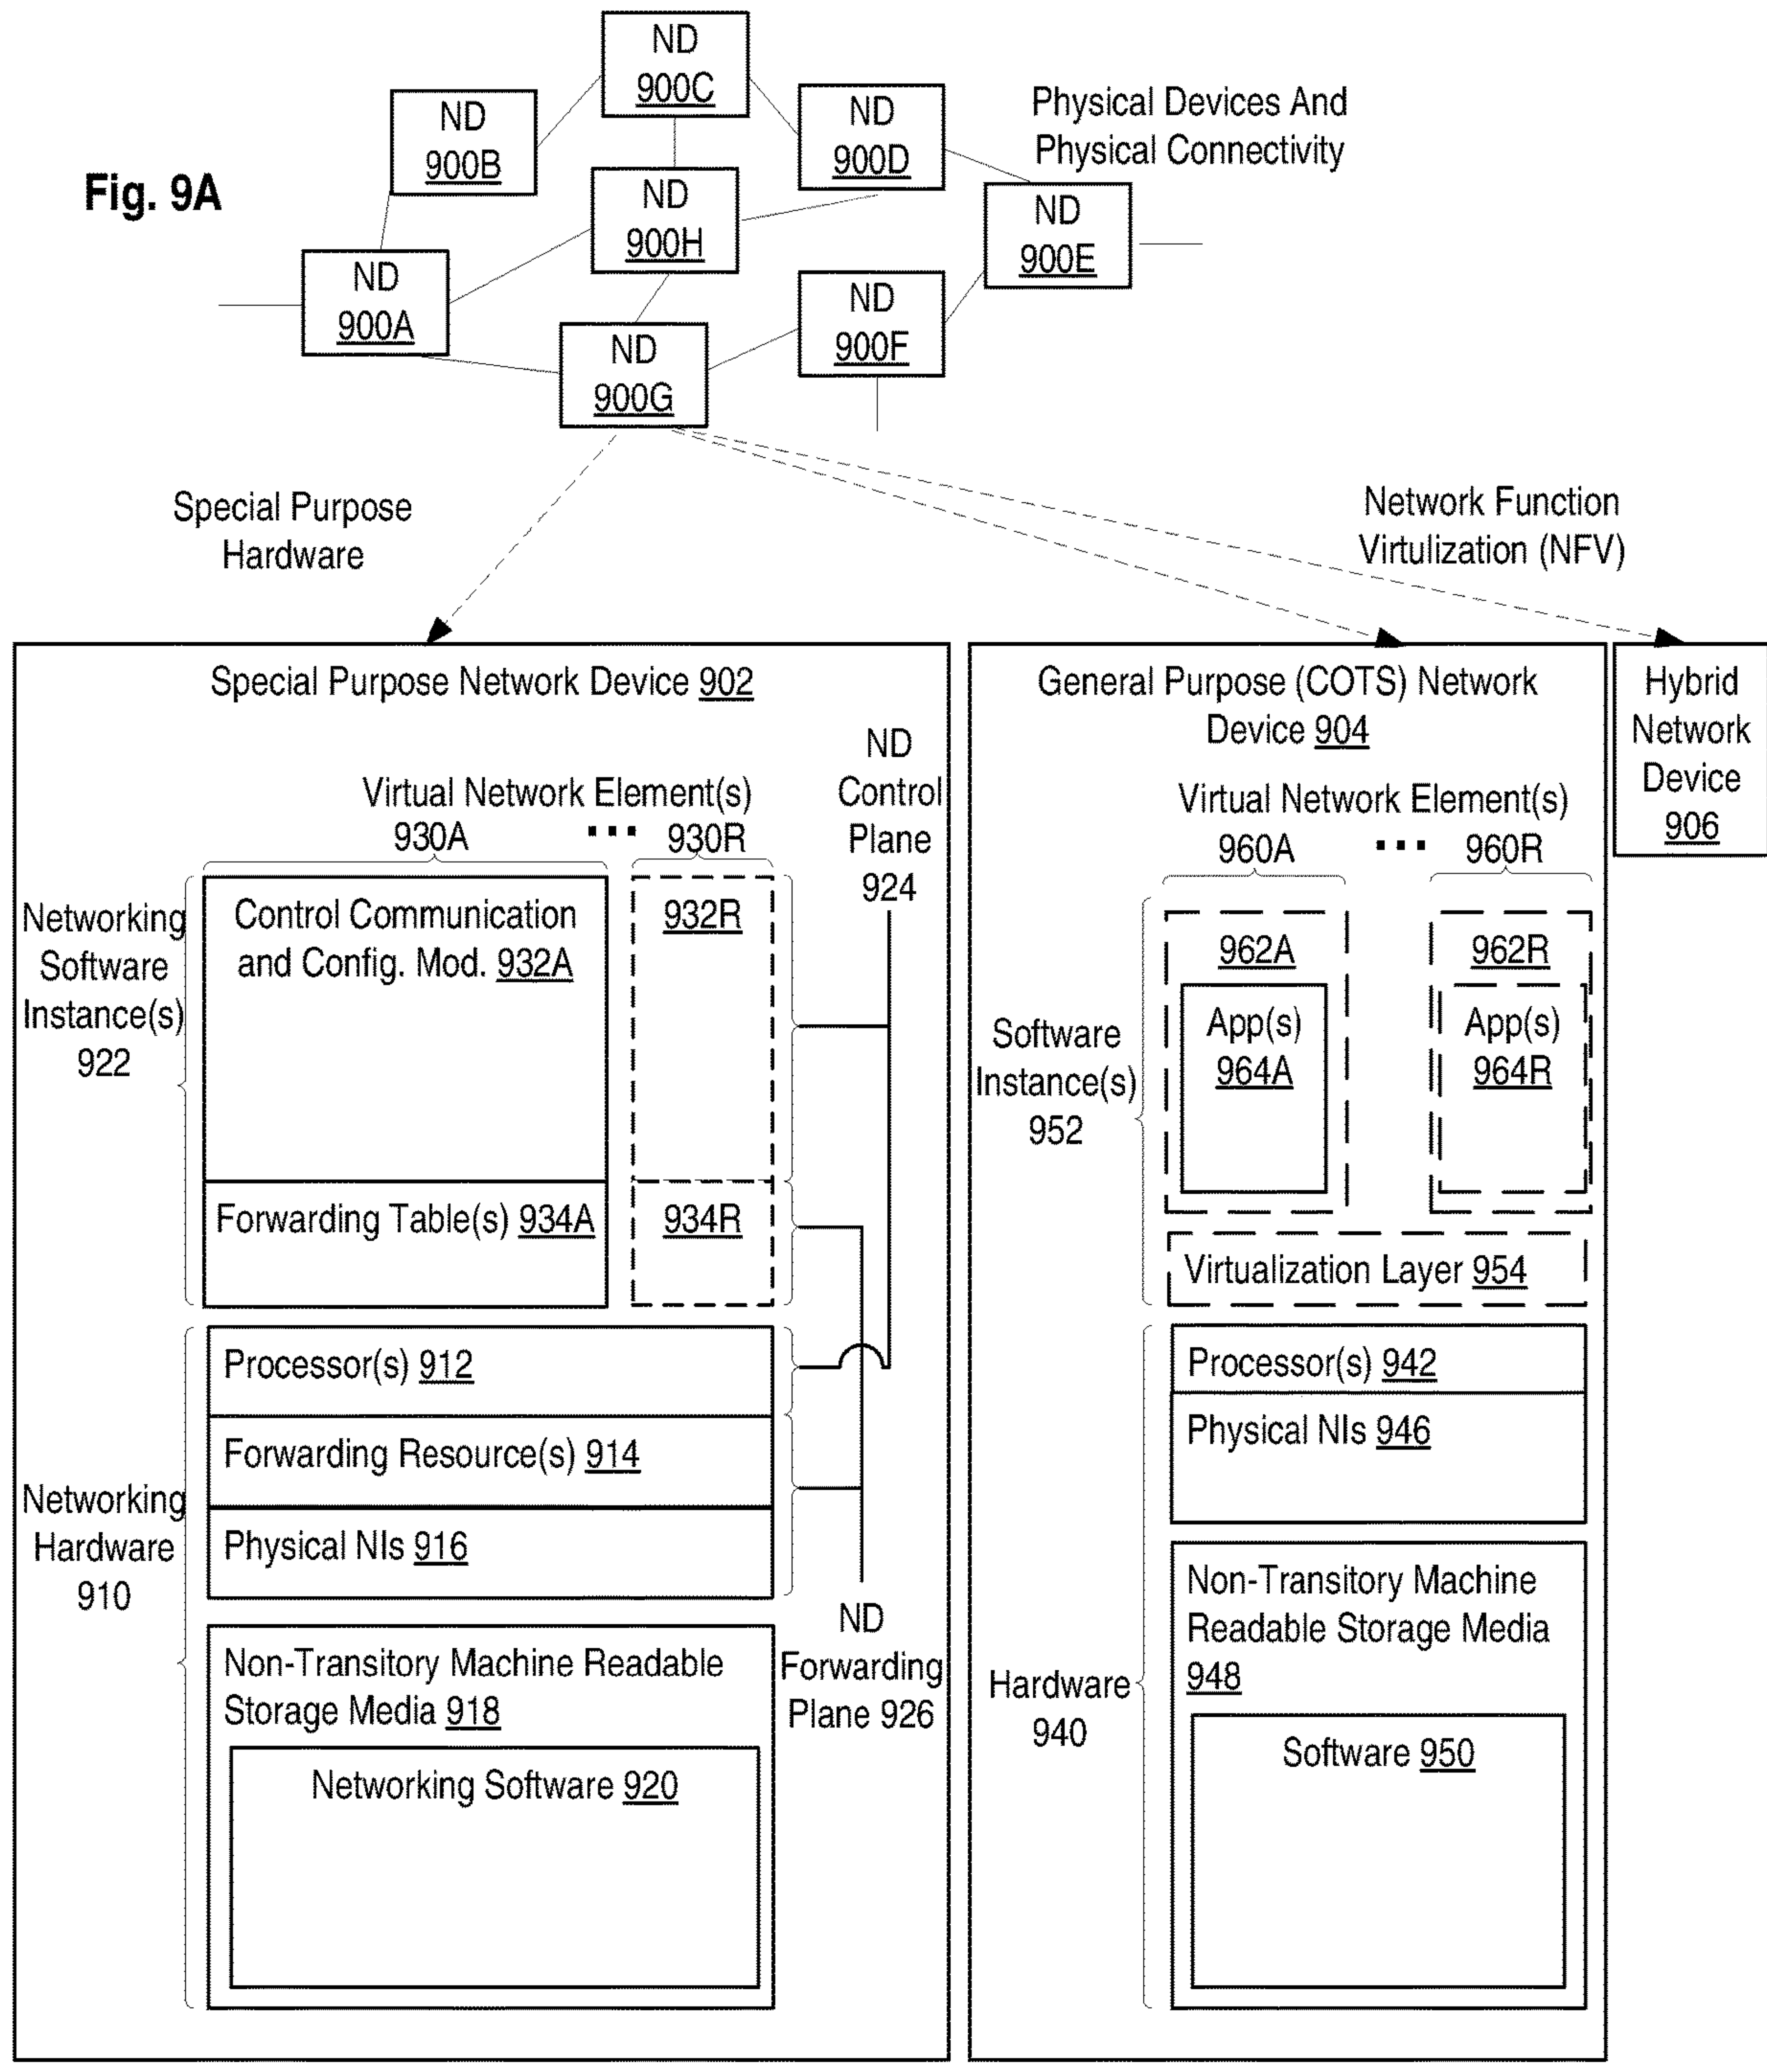 Fig. 9A
ND
900C
ND
900B
ND
900D
Physical Devices And
Physical Connectivity
ND
900H
ND
900E
ND
900A
ND
900F
ND
900G
Special Purpose
Hardware
Network Function
Virtulization (NFV)
Special Purpose Network Device 902
ND
Control
Plane
924
Virtual Network Element(s)
930A
... 930R
Networking
Software
Instance(s)
922
Control Communication
and Config. Mod. 932A
932R
Forwarding Table(s) 934A
934R
Networking
Hardware
910
Processor(s) 912
Forwarding Resource(s) 914
Physical NIs 916
ND
Forwarding
Plane 926
Non-Transitory Machine Readable
Storage Media 918
Networking Software 920
General Purpose (COTS) Network
Device 904
Virtual Network Element(s)
960A ... 960R
Software
Instance(s)
952
962A
App(s)
964A
962R
App(s)
964R
Virtualization Layer 954
Hardware
940
Processor(s) 942
Physical NIs 946
Non-Transitory Machine
Readable Storage Media
948
Software 950
Hybrid
Network
Device
906